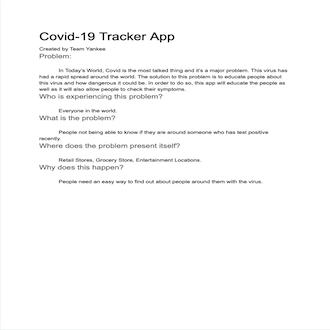 Covid-19 Tracker App
Created by Team Yankee
Problem:
In Today's World, Covid is the most talked thing and it's a major problem. This virus has
had a rapid spread around the world. The solution to this problem is to educate people about
this virus and how dangerous it could be. In order to do so, this app will educate the people as
well as it will also allow people to check their symptoms.
Who is experiencing this problem?
Everyone in the world.
What is the problem?
People not being able to know if they are around someone who has test positive
recently.
Where does the problem present itself?
Retail Stores, Grocery Store, Entertainment Locations.
Why does this happen?
People need an easy way to find out about people around them with the virus.